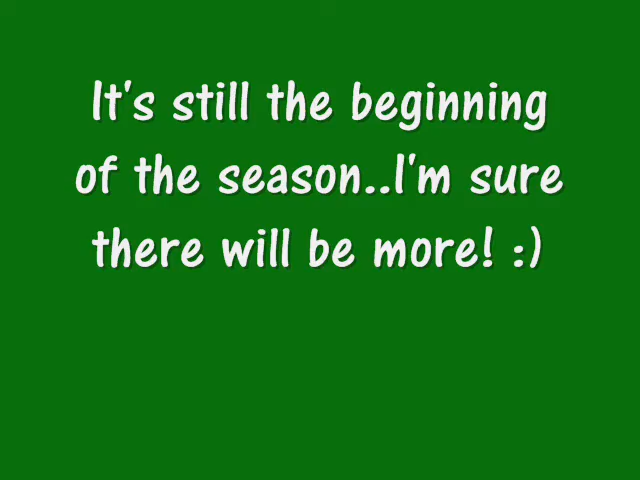 It's still the beginning
of the season..I'm sure
there will be more! :)